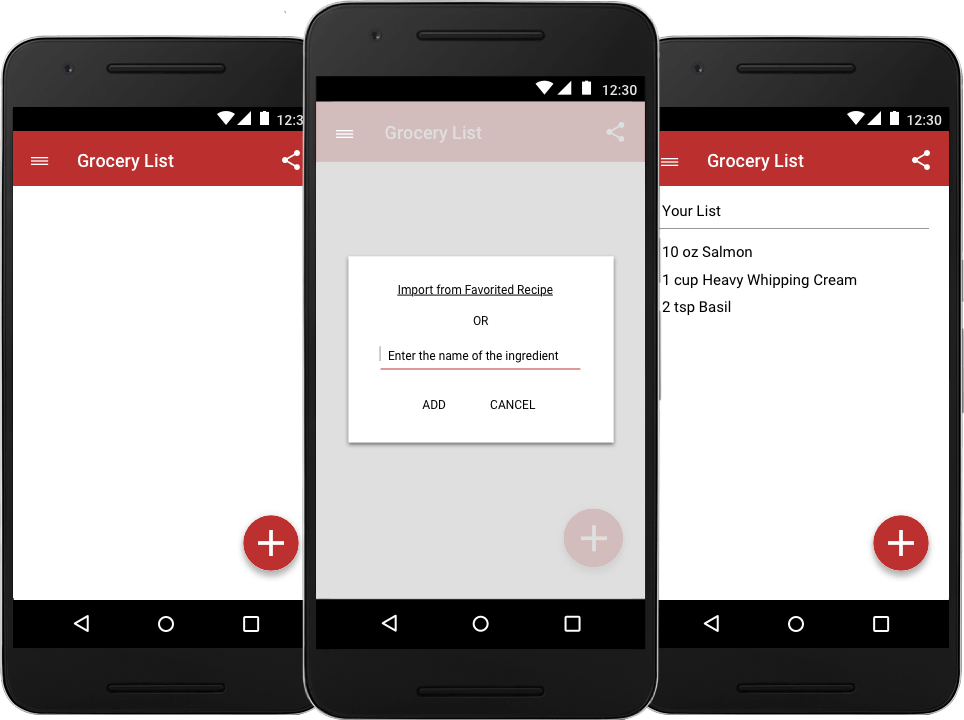 12:3
Grocery List
12:30
Grocery List
Import from Favorited Recipe
OR
Enter the name of the ingredient
ADD CANCEL
12:30
Grocery List
Your List
10 oz Salmon
1 cup Heavy Whipping Cream
2 tsp Basil